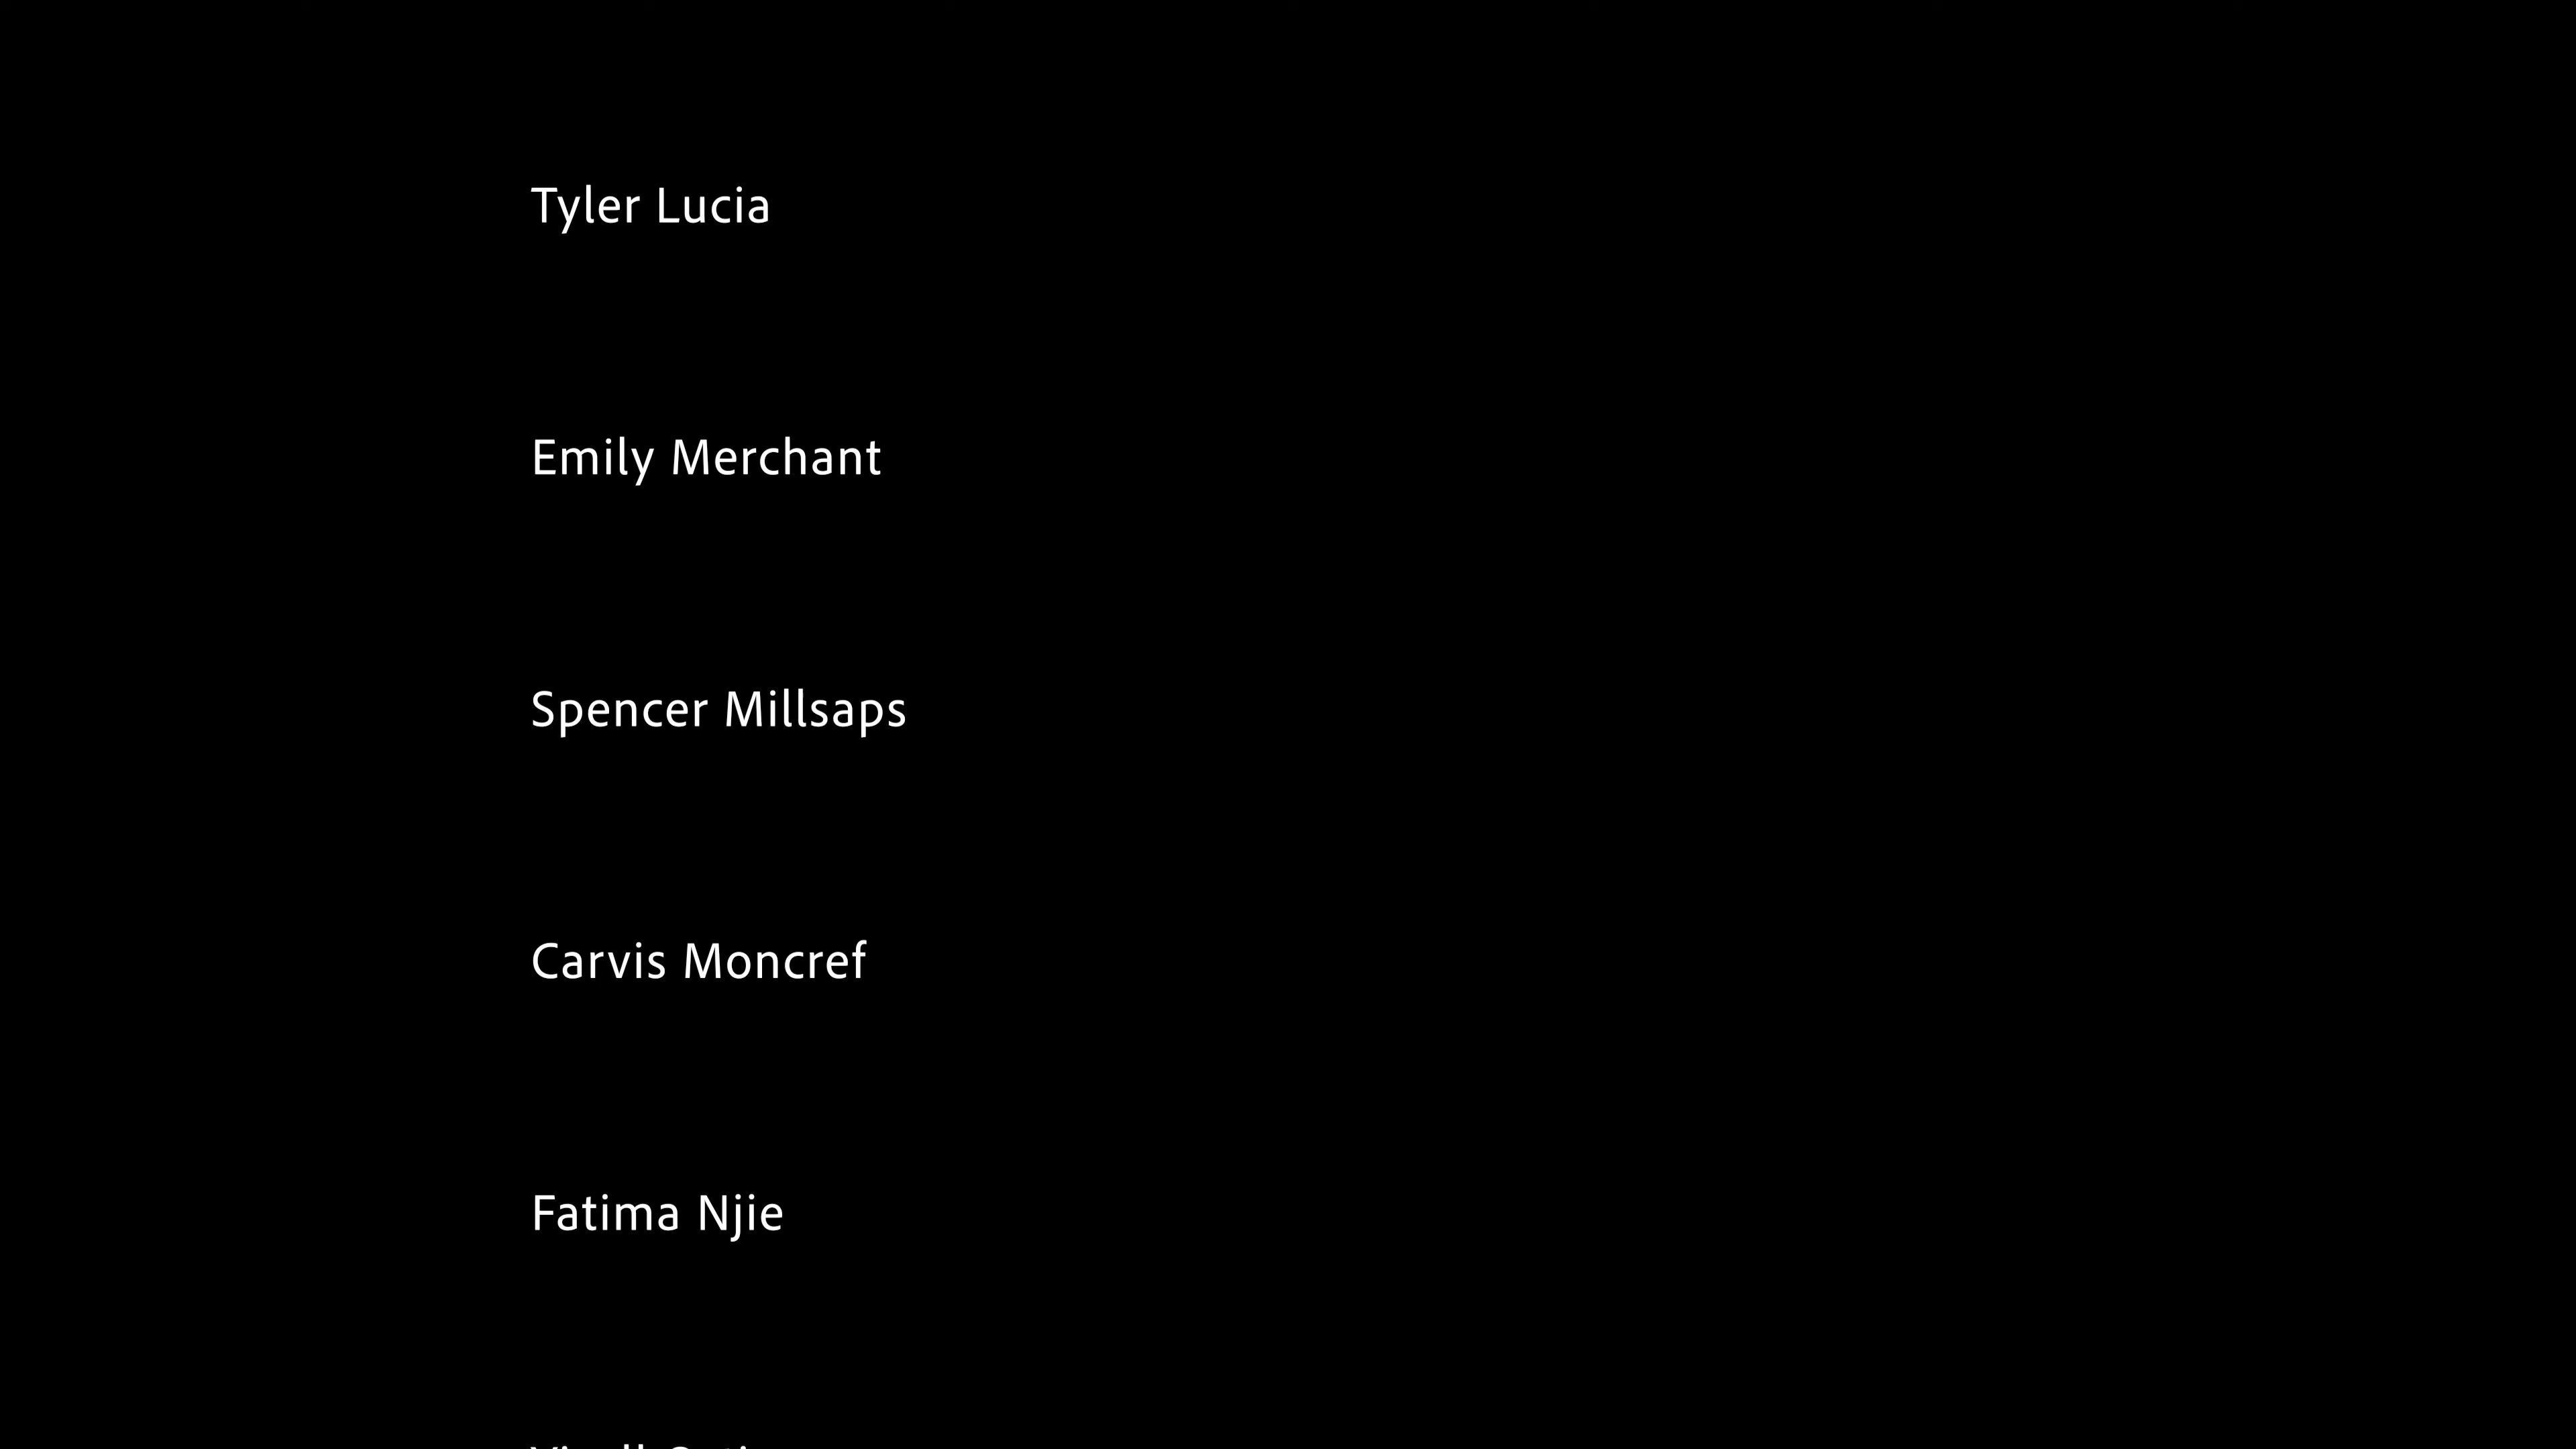 Tyler Lucia
Emily Merchant
Spencer Millsaps
Carvis Moncref
Fatima Njie